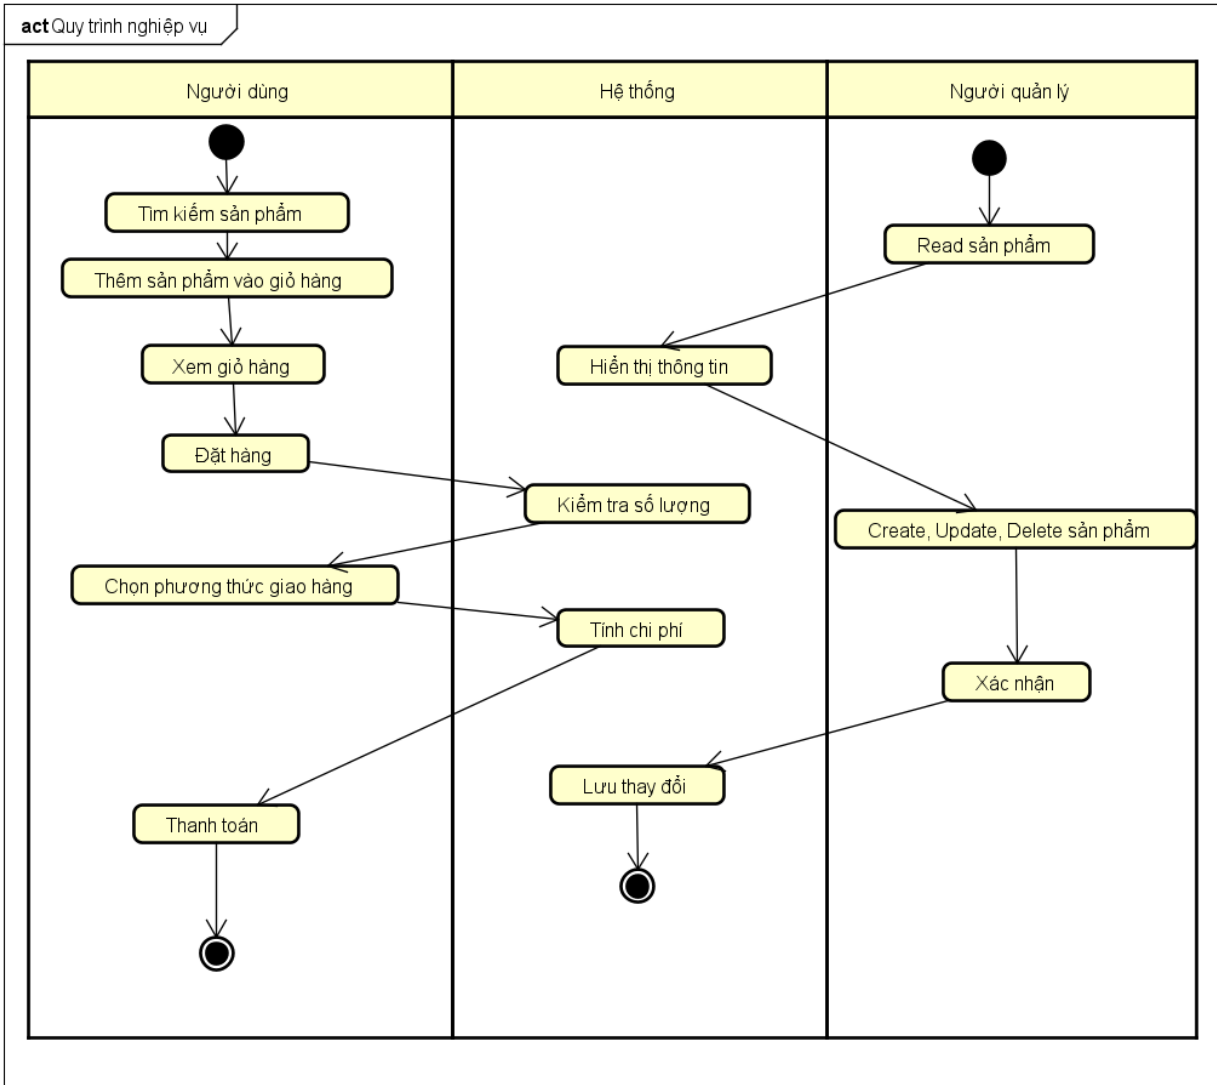 act Quy trình nghiệp vụ
Người dùng
Hệ thống
Người quản lý
Tìm kiếm sản phẩm
Read sản phẩm
Thêm sản phẩm vào giỏ hàng
Xem giỏ hàng
Hiển thị thông tin
Đặt hàng
Kiểm tra số lượng
Create, Update, Delete sản phẩm
Chọn phương thức giao hàng
Tính chi phí
Xác nhận
Lưu thay đổi
Thanh toán